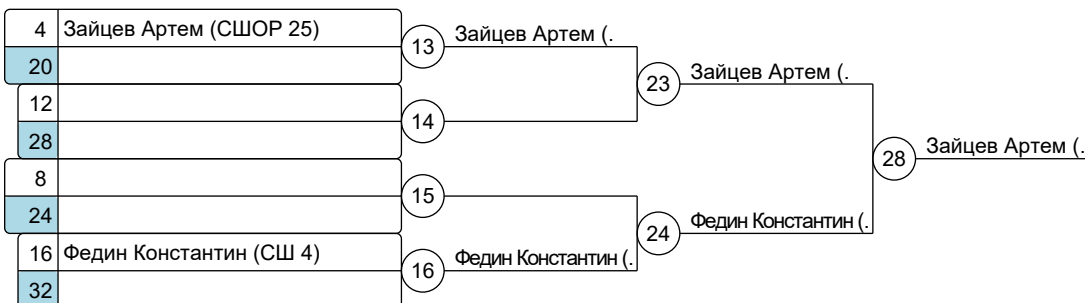 4 Зайцев Артем (СШОР 25)
13 Зайцев Артем (.
20
23 Зайцев Артем (.
12
14
28
28 Зайцев Артем (.
8
15
24
24 Федин Константин (.
16 Федин Константин (СШ 4)
16 Федин Константин (.
32